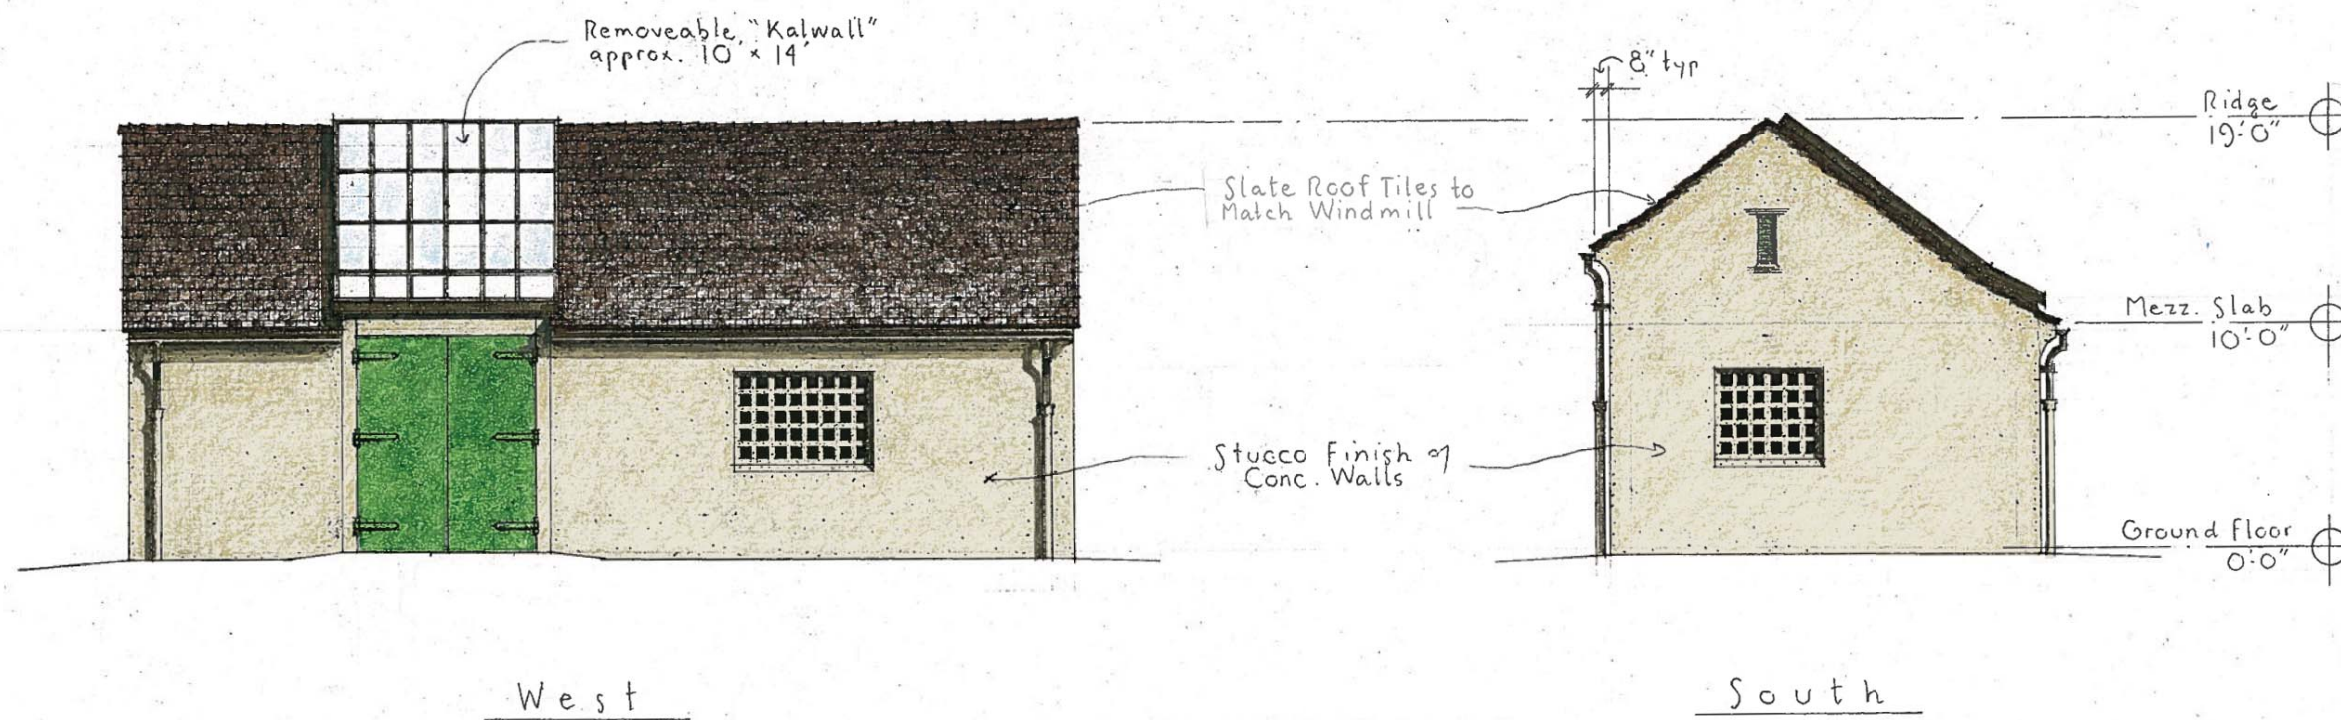 Removeable, "Kalwall"
approx. 10' x 14'
8" typ
Ridge
19'-0"
Slate Roof Tiles to
Match Windmill
Mezz. Slab
10'-0"
Stucco Finish of
Conc. Walls
Ground Floor
0'-0"
West
South